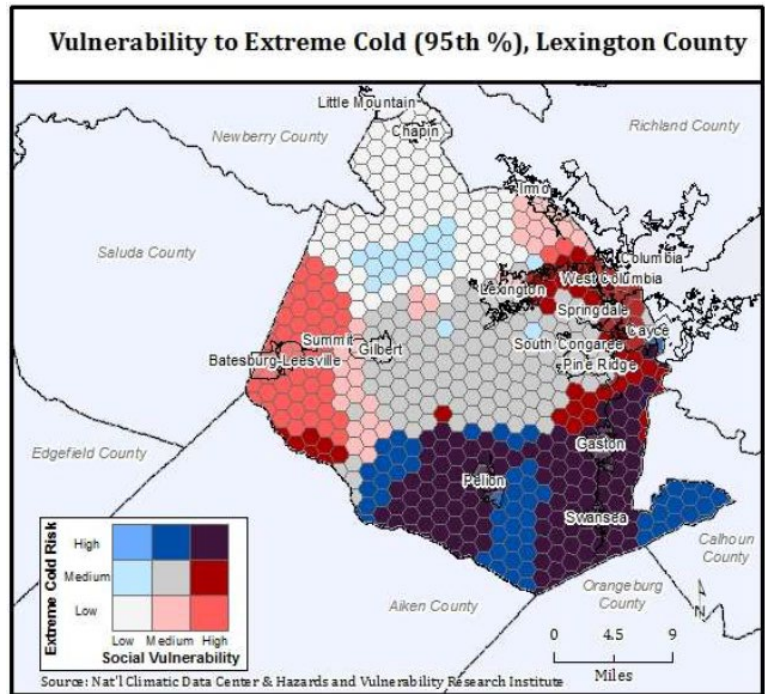 Vulnerability to Extreme Cold (95th %), Lexington County
Little Mountain
Chapin
Newberry County
Richland County
Irmo
Saluda County
Columbia
West Columbia
Lexington
Springdale
Cayce
South Congaree
Summit
Gilbert
Batesburg-Leesville
Pine Ridge
Edgefield County
Gaston
Pelion
Swansea
Calhoun
County
Orangeburg
County
Aiken County
N
Extreme Cold Risk
High
Medium
Low
Low Medium High
Social Vulnerability
0 4.5 9
Miles
Source: Nat'l Climatic Data Center & Hazards and Vulnerability Research Institute